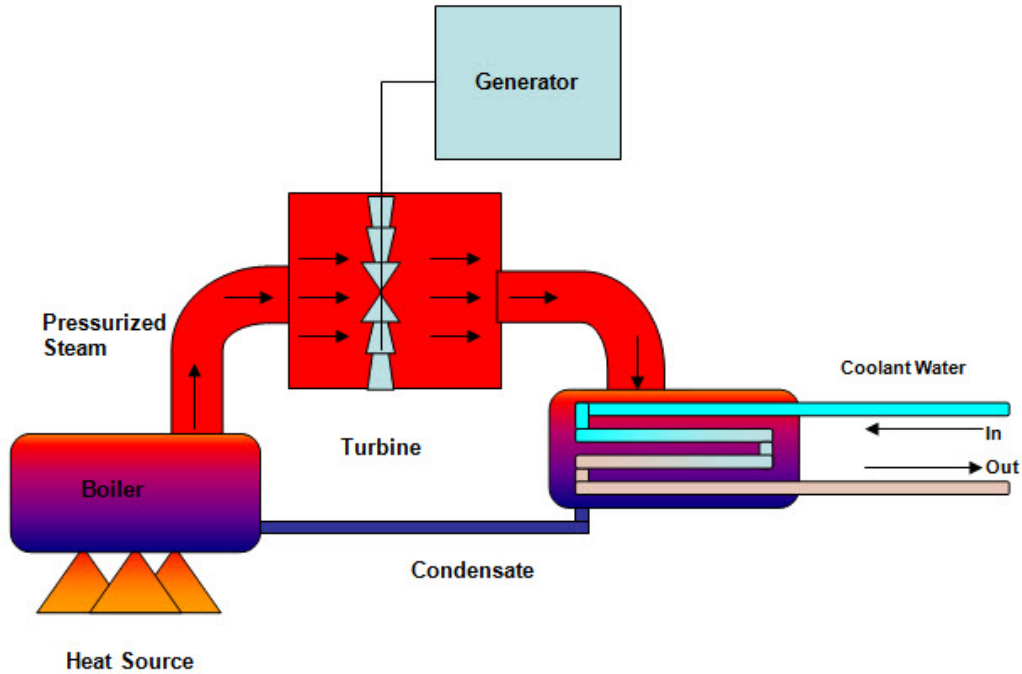 Generator
Pressurized
Steam
Coolant Water
In
Out
Turbine
Boiler
Condensate
Heat Source